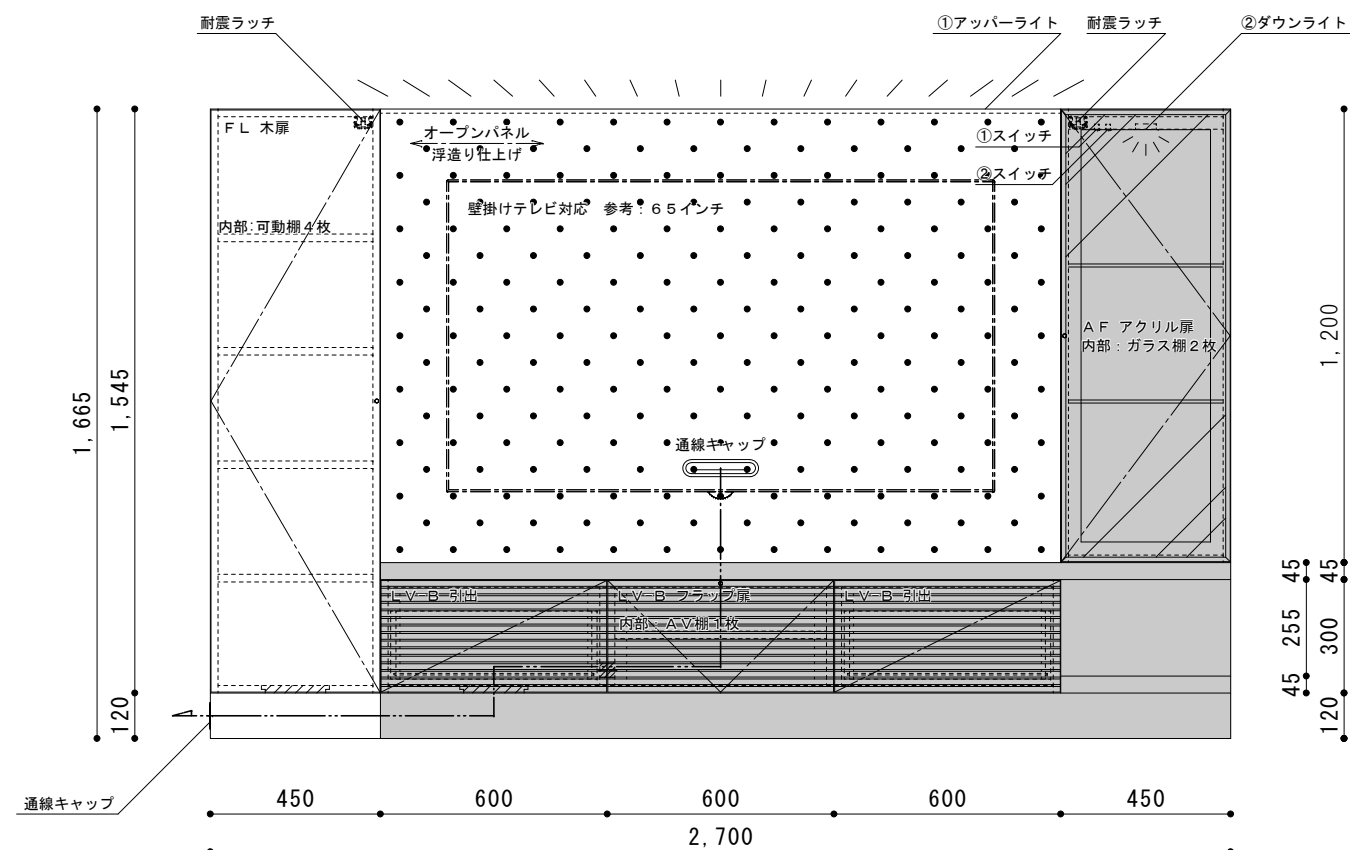 耐震ラッチ
①アッパーライト
耐震ラッチ
②ダウンライト
ＦＬ 木扉
オープンパネル
浮造り仕上げ
①スイッチ
②スイッチ
壁掛けテレビ対応　参考：６５インチ
内部:可動棚４枚
ＡＦ アクリル扉
内部：ガラス棚２枚
通線キャップ
ＬＶ−Ｂ 引出
ＬＶ−Ｂ フラップ扉
ＬＶ−Ｂ 引出
内部：ＡＶ棚１枚
通線キャップ
1,665
1,545
120
1,200
45
45
255
300
45
120
450
600
600
600
450
2,700